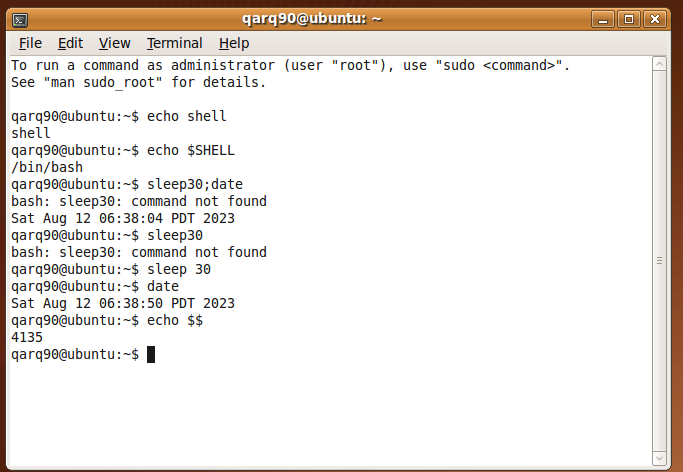 qarq90@ubuntu: ~
File Edit View Terminal Help
To run a command as administrator (user "root"), use "sudo <command>".
See "man sudo_root" for details.
qarq90@ubuntu:~$ echo shell
shell
qarq90@ubuntu:~$ echo $SHELL
/bin/bash
qarq90@ubuntu:~$ sleep30;date
bash: sleep30: command not found
Sat Aug 12 06:38:04 PDT 2023
qarq90@ubuntu:~$ sleep30
bash: sleep30: command not found
qarq90@ubuntu:~$ sleep 30
qarq90@ubuntu:~$ date
Sat Aug 12 06:38:50 PDT 2023
qarq90@ubuntu:~$ echo $$
4135
qarq90@ubuntu:~$